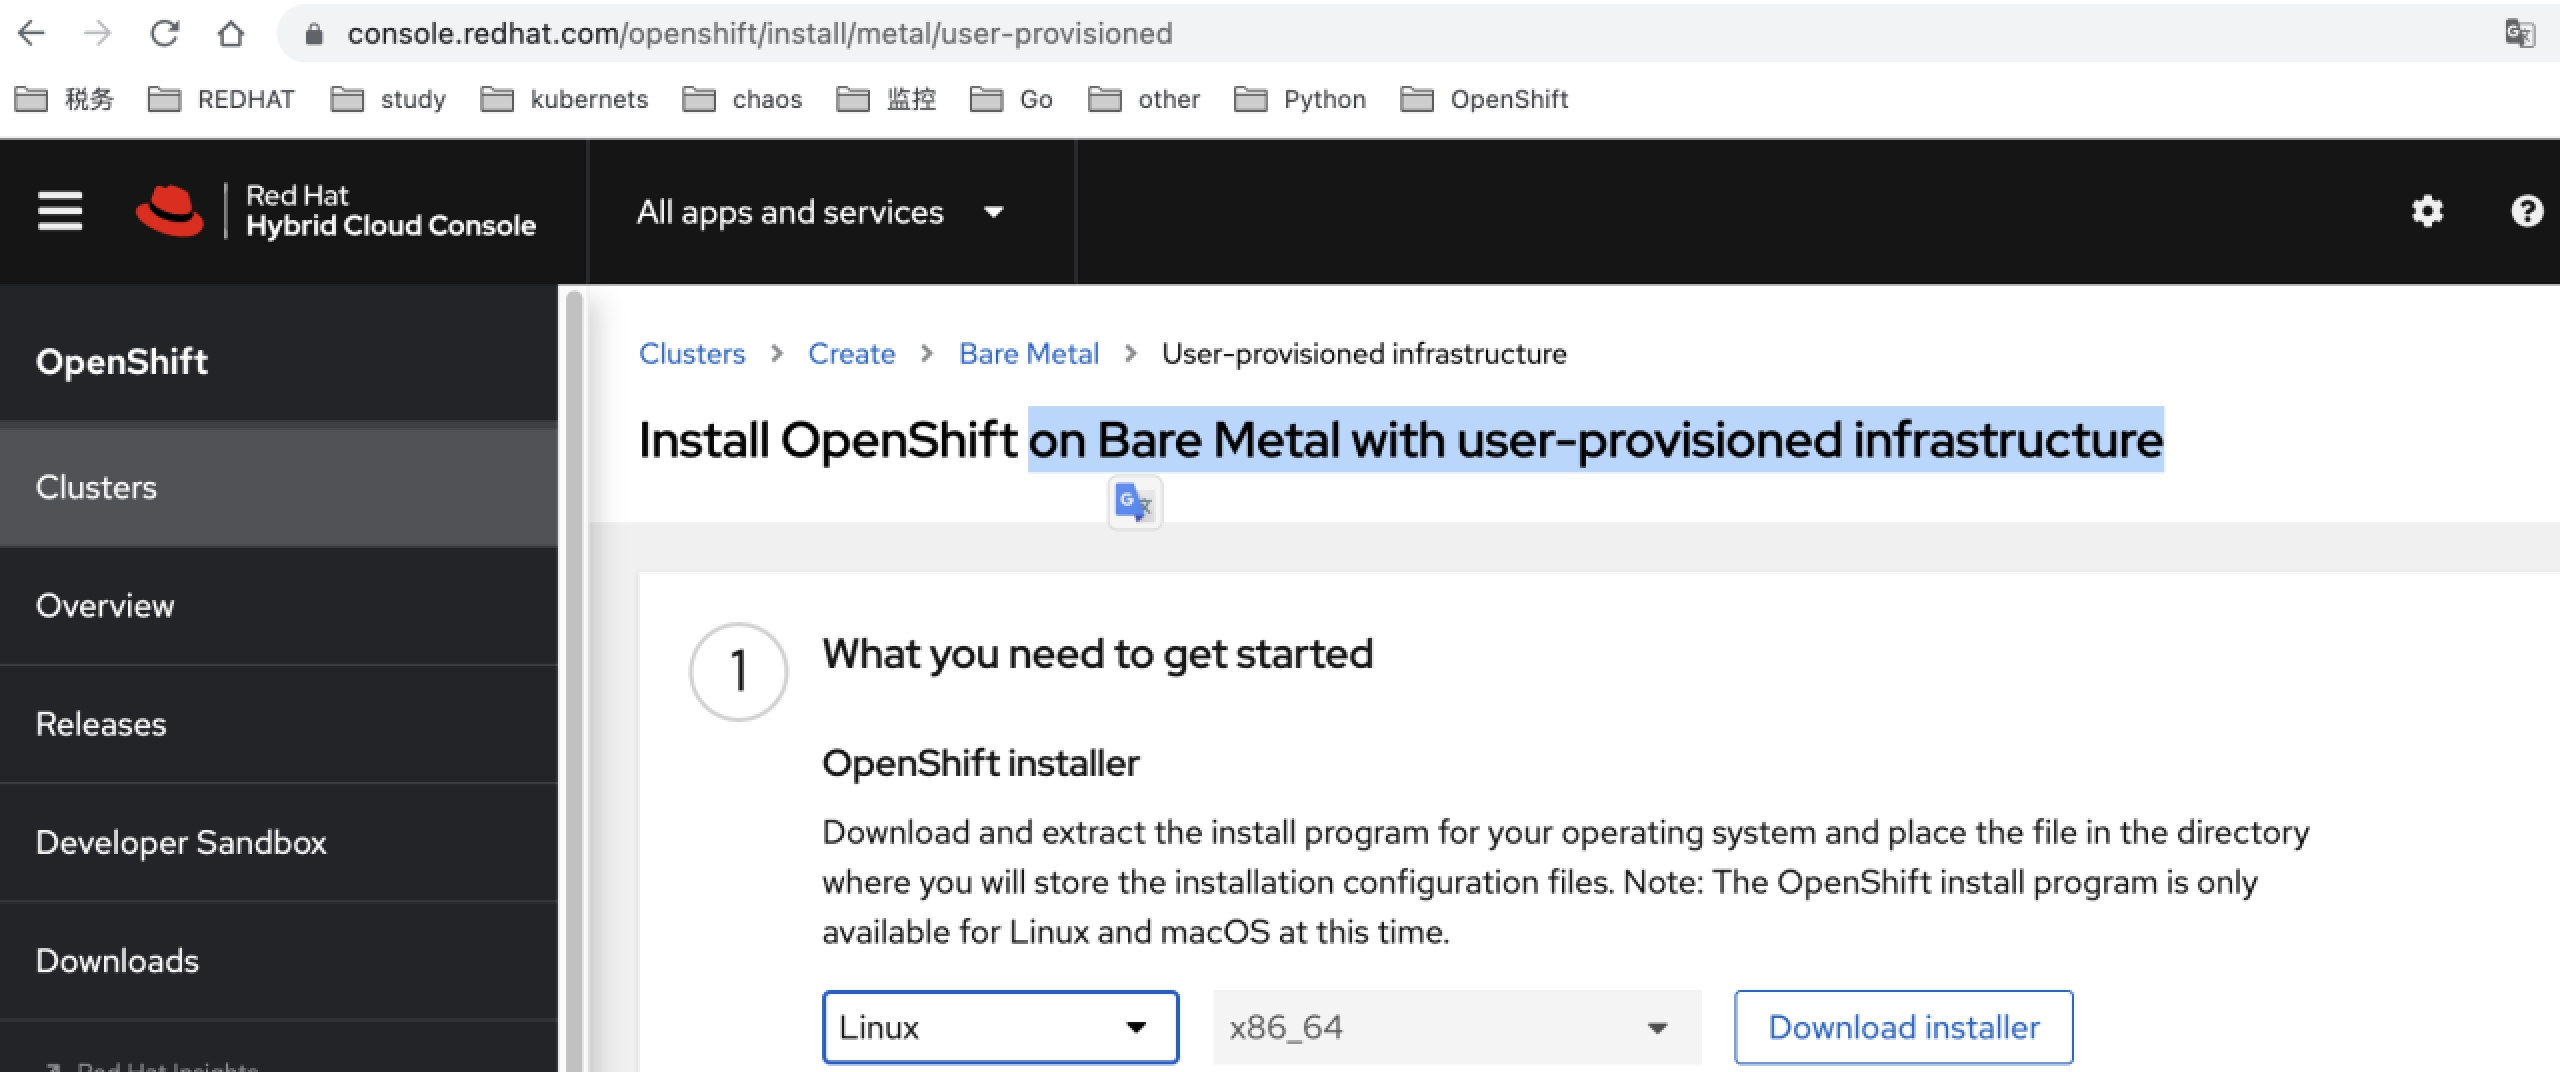 console.redhat.com/openshift/install/metal/user-provisioned
税务 REDHAT study kubernets chaos 监控 Go other Python OpenShift
Red Hat
Hybrid Cloud Console
All apps and services
OpenShift
Clusters
Overview
Releases
Developer Sandbox
Downloads
Red Hat Insights
Clusters > Create > Bare Metal > User-provisioned infrastructure
Install OpenShift on Bare Metal with user-provisioned infrastructure
1 What you need to get started
OpenShift installer
Download and extract the install program for your operating system and place the file in the directory
where you will store the installation configuration files. Note: The OpenShift install program is only
available for Linux and macOS at this time.
Linux x86_64 Download installer